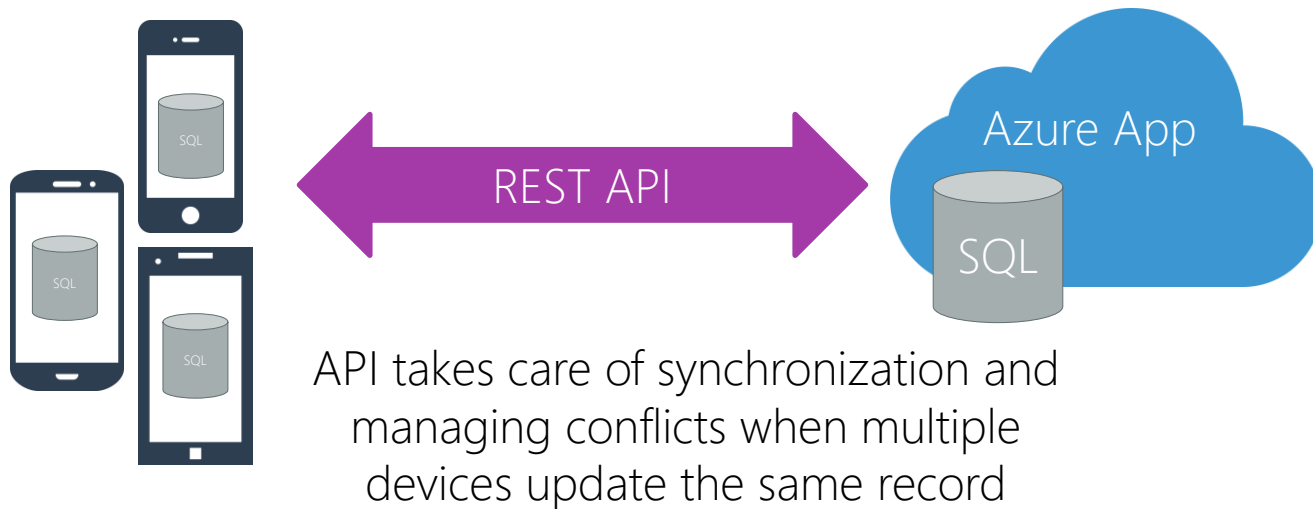 SQL
SQL
SQL
REST API
Azure App
SQL
API takes care of synchronization and
managing conflicts when multiple
devices update the same record